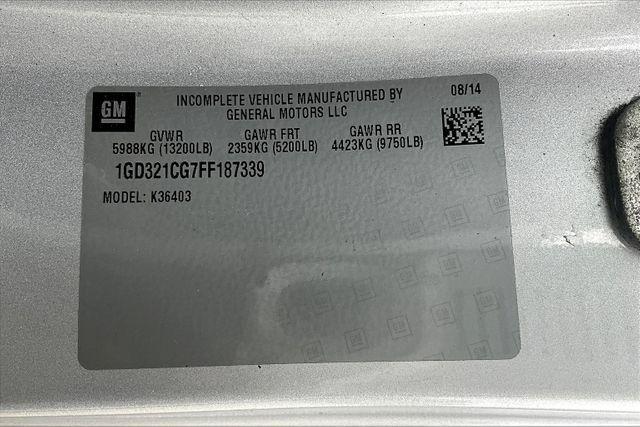 GM
INCOMPLETE VEHICLE MANUFACTURED BY
GENERAL MOTORS LLC
08/14
GVWR GAWR FRT GAWR RR
5988KG (13200LB) 2359KG (5200LB) 4423KG (9750LB)
1GD321CG7FF187339
MODEL: K36403